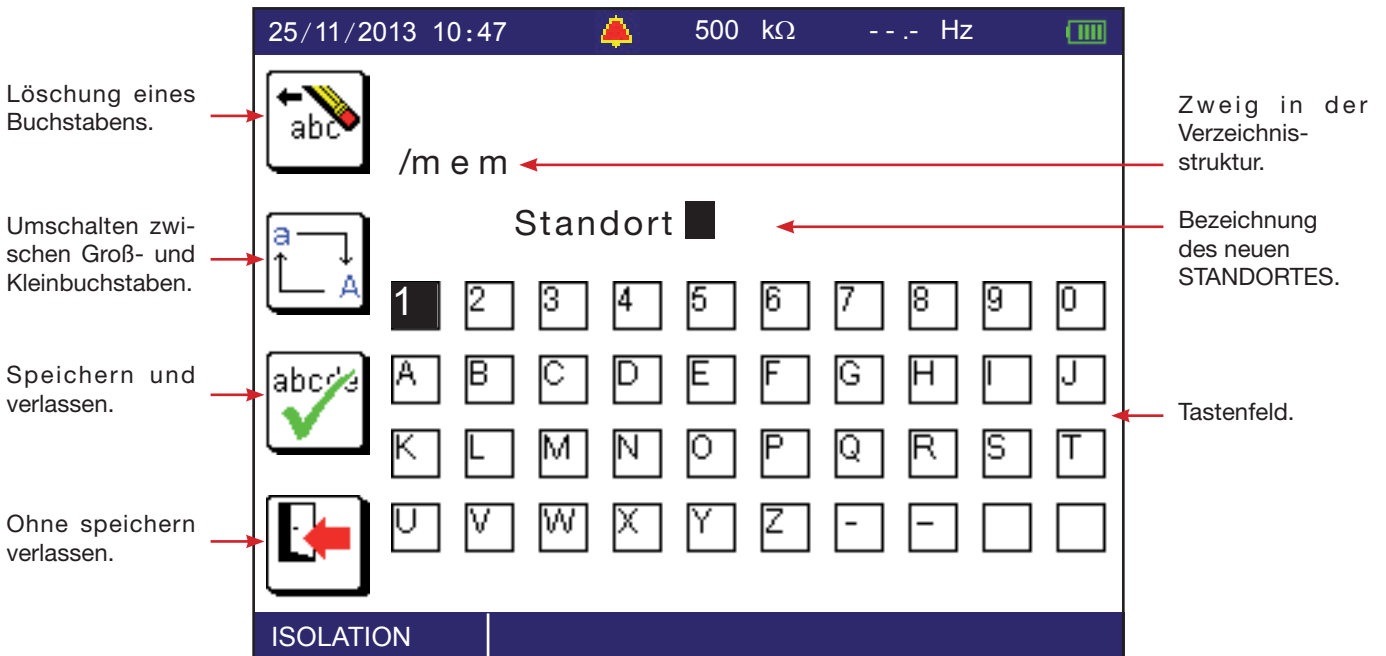 25/11/2013 10:47 500 kΩ - - .- Hz
Löschung eines
Buchstabens.
abc
Zweig in der
Verzeichnis-
struktur.
/mem
Umschalten zwi-
schen Groß- und
Kleinbuchstaben.
a
A
Standort
Bezeichnung
des neuen
STANDORTES.
1 2 3 4 5 6 7 8 9 0
Speichern und
verlassen.
abcde
A B C D E F G H I J
Tastenfeld.
K L M N O P Q R S T
Ohne speichern
verlassen.
U V W X Y Z - –
ISOLATION